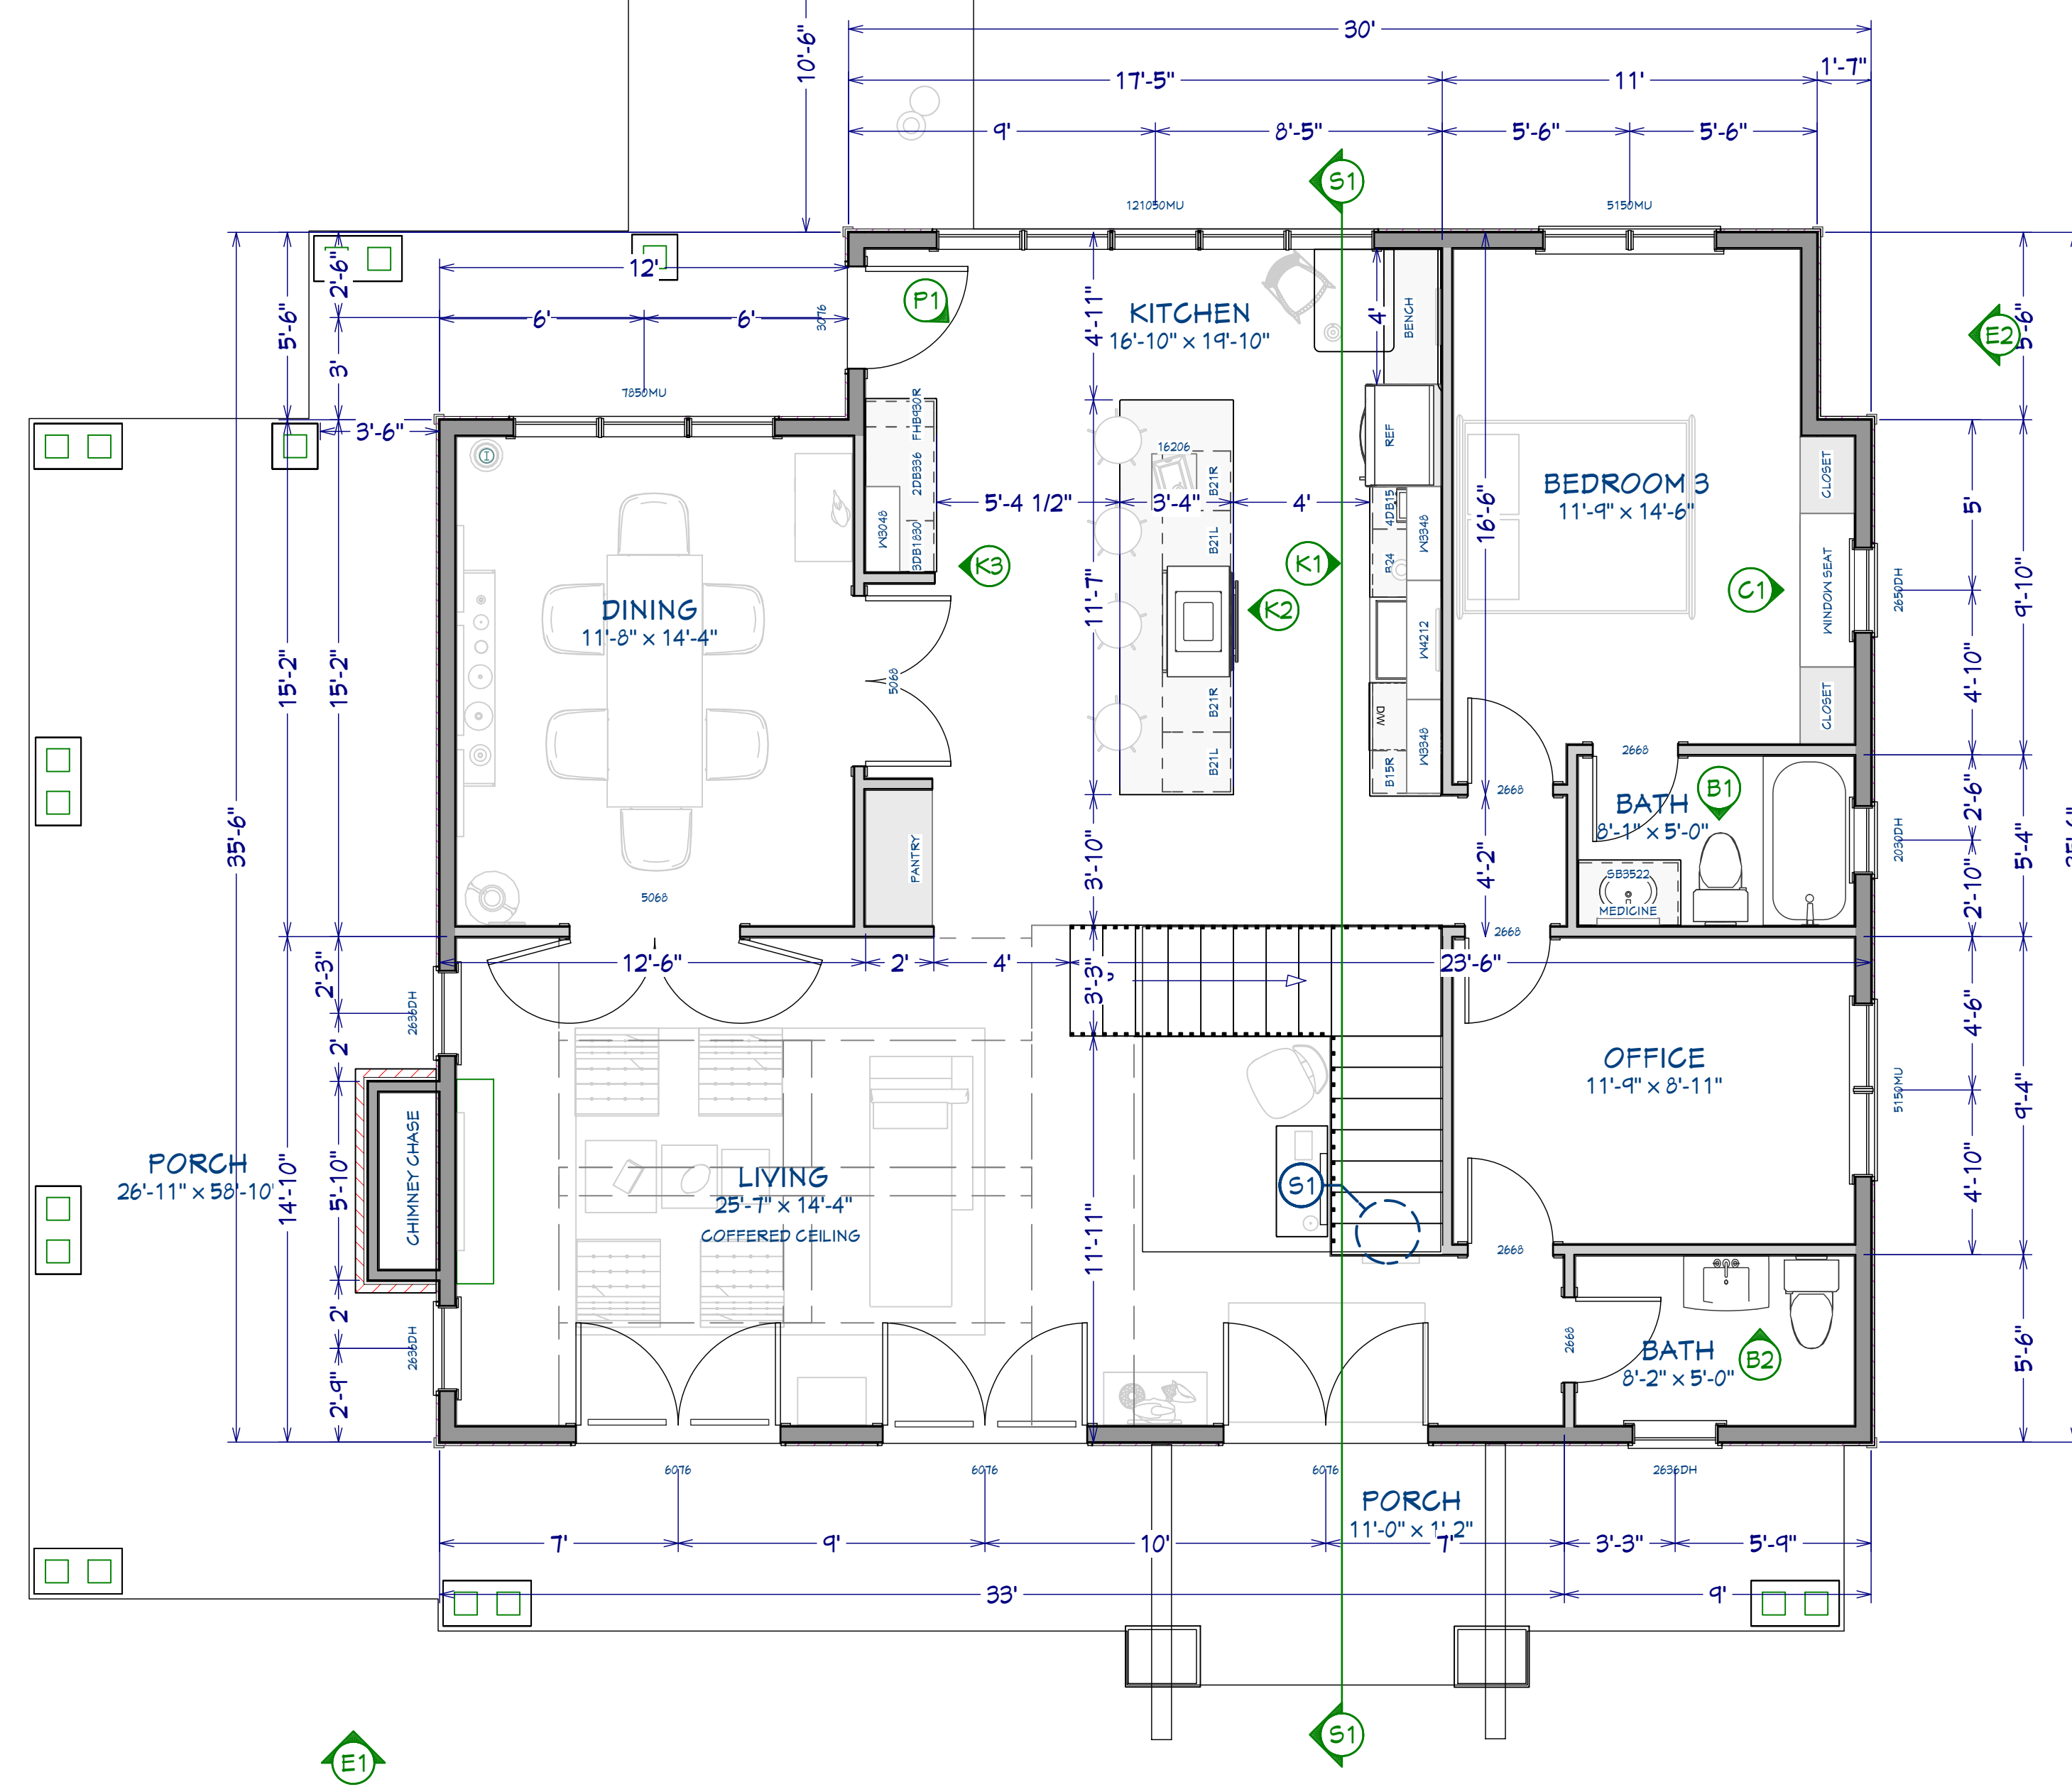 10'-6"
30'
17'-5"
11'
1'-7"
9'
8'-5"
5'-6"
5'-6"
S1
121050MU
5150MU
2'-6"
12'
P1
3076
KITCHEN
16'-10" x 19'-10"
4'-11"
4'
BENCH
E2
5'-6"
5'-6"
3'
6'
6'
7850MU
3'-6"
FHB930R
2DB336
W3048
3DB1830
16206
B21R
REF
BEDROOM 3
11'-9" x 14'-6"
CLOSET
5'
5'-4 1/2"
3'-4"
4'
4DB15
W3348
16'-6"
B21L
B24
K3
K1
K2
C1
WINDOW SEAT
2650DH
9'-10"
DINING
11'-8" x 14'-4"
11'-7"
W4212
5068
15'-2"
15'-2"
4'-10"
B21R
B21L
DW
W3348
B15R
CLOSET
2668
2668
35'-6"
B1
BATH
8'-1" x 5'-0"
2'-6"
2030DH
5'-4"
PANTRY
3'-10"
4'-2"
SB3522
MEDICINE
2'-10"
5068
2668
12'-6"
2'
4'
3'-3"
23'-6"
2'-3"
2636DH
2'
4'-6"
OFFICE
11'-9" x 8'-11"
5150MU
9'-4"
CHIMNEY CHASE
PORCH
26'-11" x 58'-10
14'-10"
5'-10"
LIVING
25'-7" x 14'-4"
COFFERED CEILING
S1
11'-11"
4'-10"
2668
2'
2636DH
2'-9"
2668
BATH
8'-2" x 5'-0"
B2
5'-6"
6076
6076
6076
2636DH
PORCH
11'-0" x 1'-2"
7'
9'
10'
7'
3'-3"
5'-9"
33'
9'
S1
E1